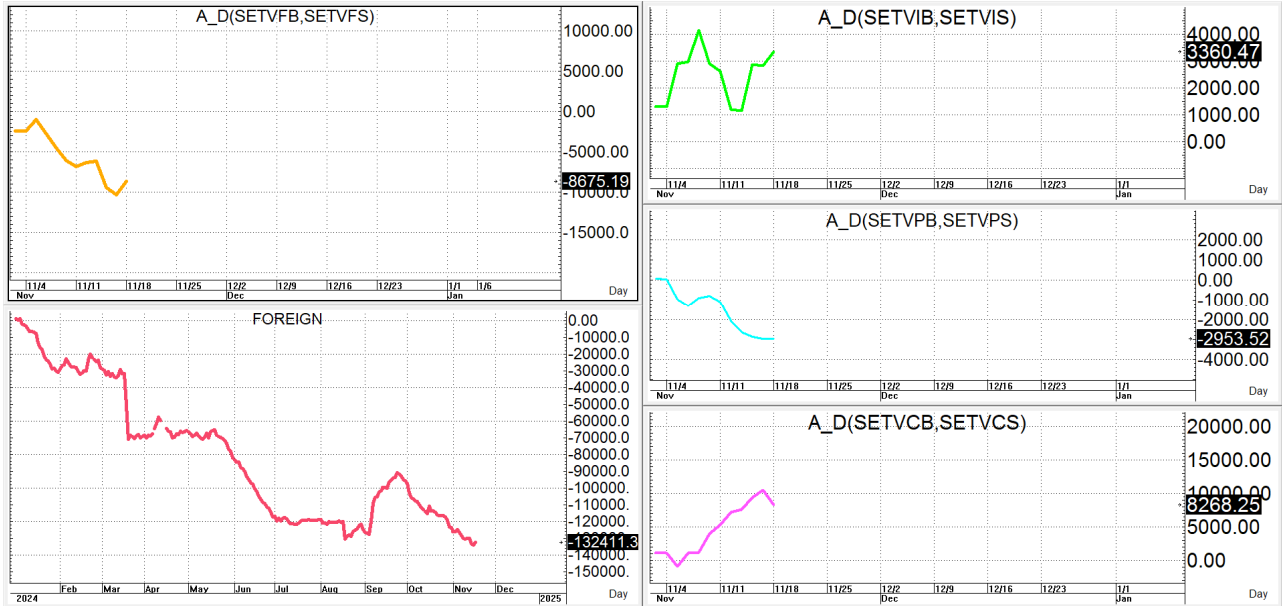 A_D(SETVFB,SETVFS)
10000.00
5000.00
0.00
-5000.00
-8675.19
-10000.0
-15000.0
11/4 11/11 11/18 11/25 12/2 12/9 12/16 12/23 1/1 1/6
Nov Dec Jan Day
FOREIGN
0.00
-10000.0
-20000.0
-30000.0
-40000.0
-50000.0
-60000.0
-70000.0
-80000.0
-90000.0
-100000.
-110000.
-120000.
-132411.3
-140000.
-150000.
Feb Mar Apr May Jun Jul Aug Sep Oct Nov Dec
2024 2025 Day
A_D(SETVIB,SETVIS)
4000.00
3360.47
3000.00
2000.00
1000.00
0.00
11/4 11/11 11/18 11/25 12/2 12/9 12/16 12/23 1/1
Nov Dec Jan Day
A_D(SETVPB,SETVPS)
2000.00
1000.00
0.00
-1000.00
-2000.00
-2953.52
-4000.00
11/4 11/11 11/18 11/25 12/2 12/9 12/16 12/23 1/1
Nov Dec Jan Day
A_D(SETVCB,SETVCS)
20000.00
15000.00
10000.00
8268.25
5000.00
0.00
11/4 11/11 11/18 11/25 12/2 12/9 12/16 12/23 1/1
Nov Dec Jan Day